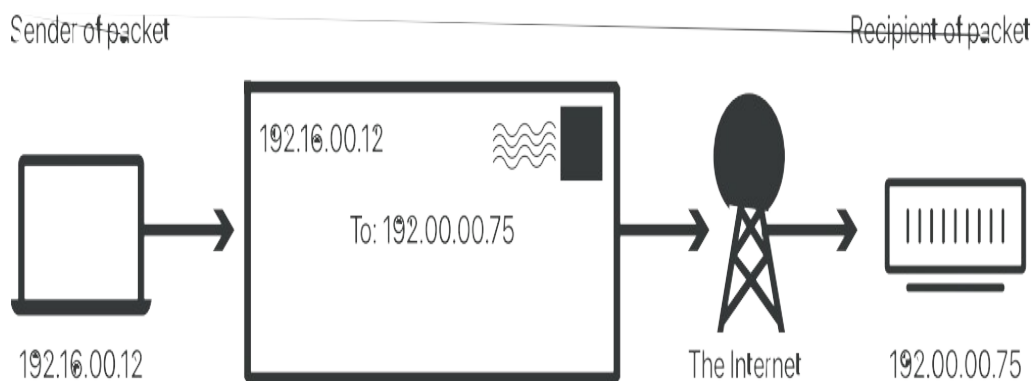 Sender of packet
Recipient of packet
192.16.00.12
To: 192.00.00.75
192.16.00.12
The Internet
192.00.00.75